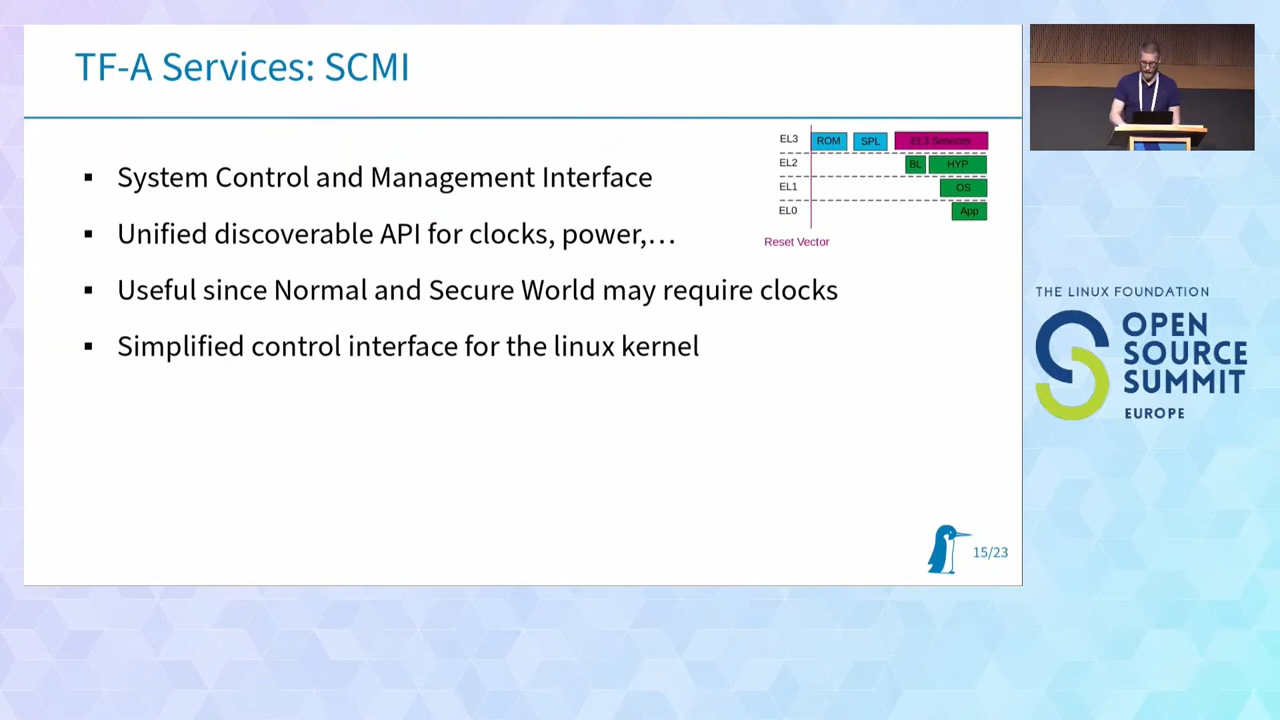 TF-A Services: SCMI
▪ System Control and Management Interface
▪ Unified discoverable API for clocks, power,…
▪ Useful since Normal and Secure World may require clocks
▪ Simplified control interface for the linux kernel
EL3 ROM SPL EL3 Services
EL2 BL HYP
EL1 OS
EL0 App
Reset Vector
15/23
THE LINUX FOUNDATION
OPEN
SOURCE
SUMMIT
EUROPE